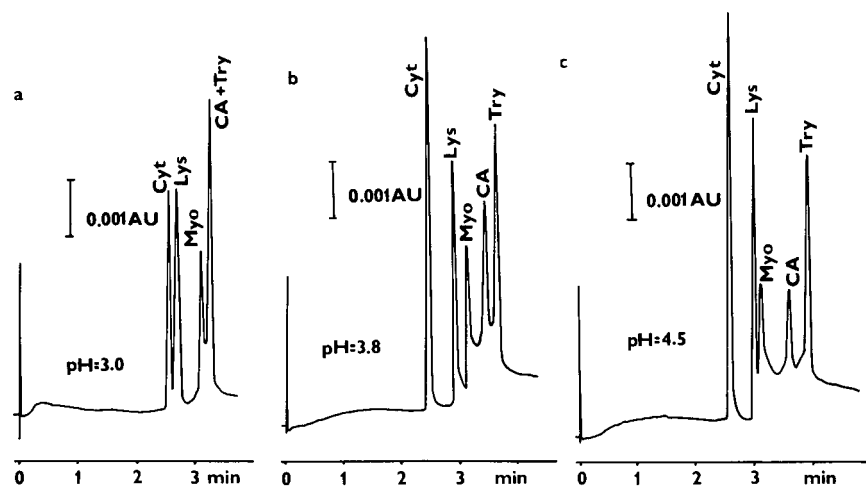 a
Cyt
Lys
Myo
CA +Try
0.001AU
pH=3.0
0 1 2 3 min
b
Cyt
Lys
Myo
CA
Try
0.001AU
pH=3.8
0 1 2 3 min
c
Cyt
Lys
Myo
CA
Try
0.001AU
pH=4.5
0 1 2 3 min